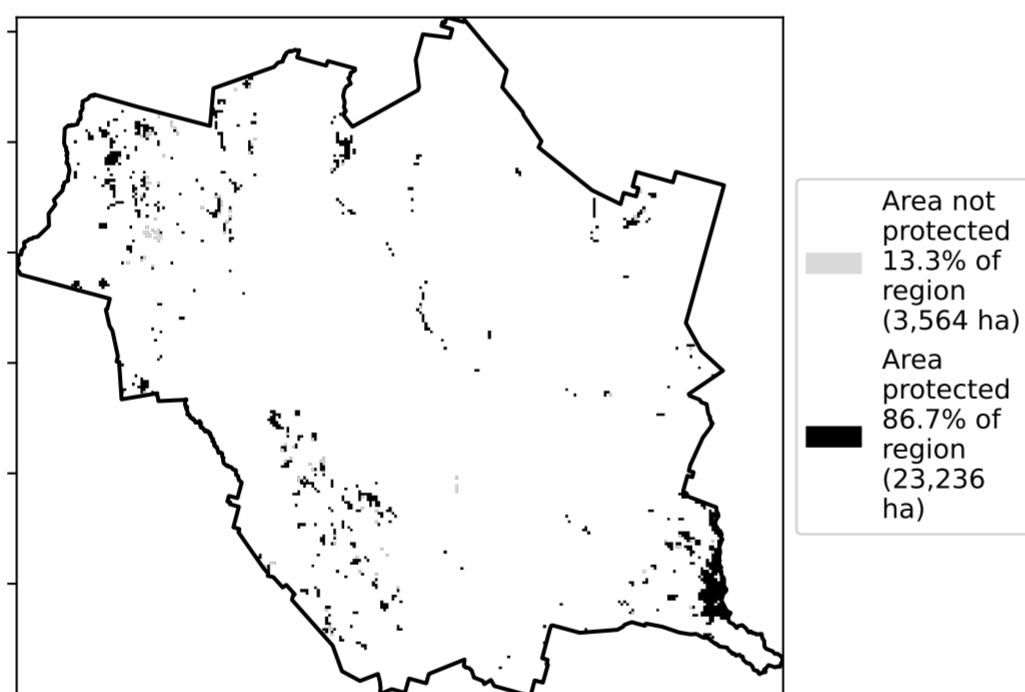 Area not
protected
13.3% of
region
(3,564 ha)
Area
protected
86.7% of
region
(23,236
ha)